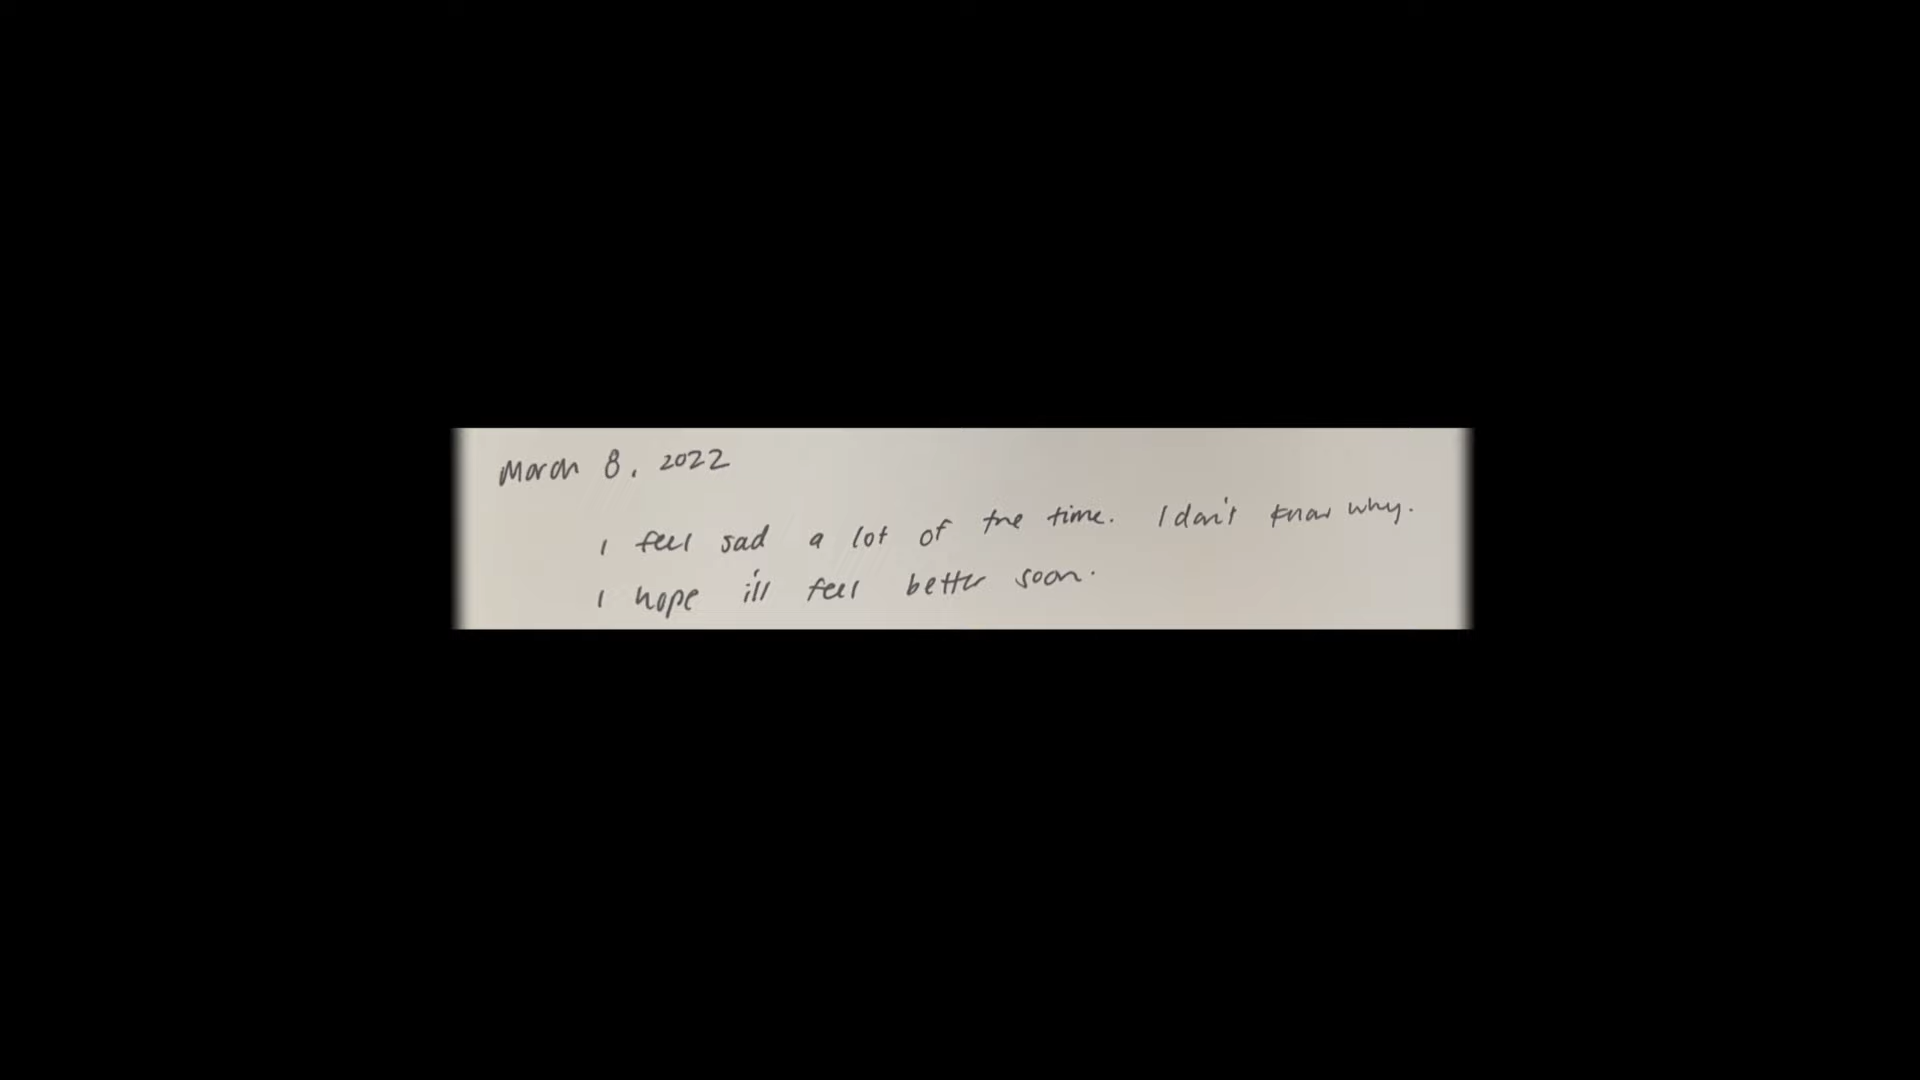 March 8, 2022
I feel sad a lot of the time. I don't know why.
I hope ill feel better soon.